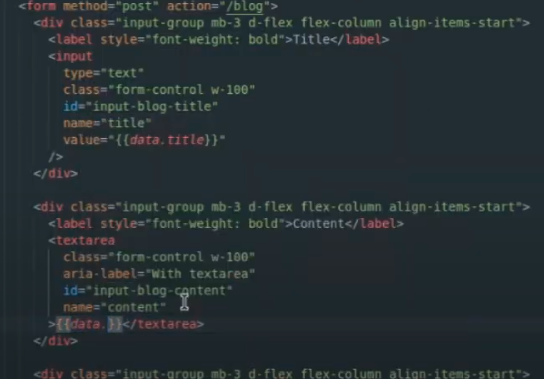 <form method="post" action="/blog">
<div class="input-group mb-3 d-flex flex-column align-items-start">
<label style="font-weight: bold">Title</label>
<input
type="text"
class="form-control w-100"
id="input-blog-title"
name="title"
value="{{data.title}}"
/>
</div>
<div class="input-group mb-3 d-flex flex-column align-items-start">
<label style="font-weight: bold">Content</label>
<textarea
class="form-control w-100"
aria-label="With textarea"
id="input-blog-content"
name="content"
>{{data.}}</textarea>
</div>
<div class="input-group mb-3 d-flex flex-column align-items-start">